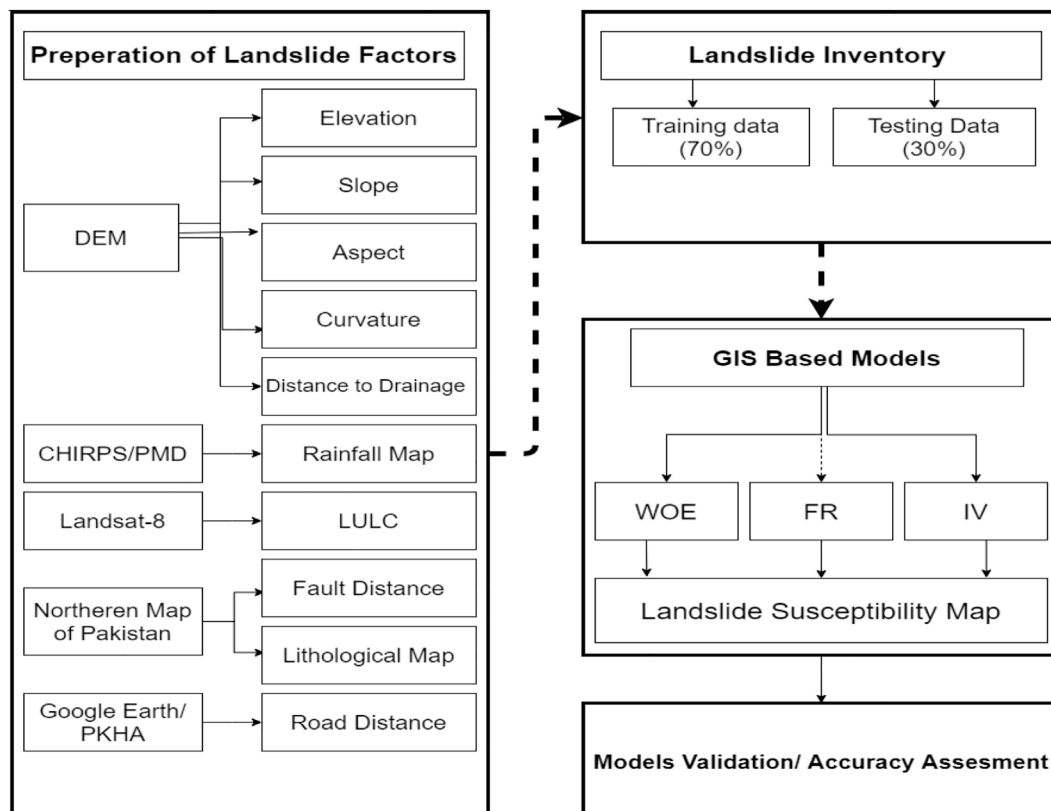 Preperation of Landslide Factors
DEM
Elevation
Slope
Aspect
Curvature
Distance to Drainage
CHIRPS/PMD
Rainfall Map
Landsat-8
LULC
Northeren Map
of Pakistan
Fault Distance
Lithological Map
Google Earth/
PKHA
Road Distance
Landslide Inventory
Training data
(70%)
Testing Data
(30%)
GIS Based Models
WOE
FR
IV
Landslide Susceptibility Map
Models Validation/ Accuracy Assesment